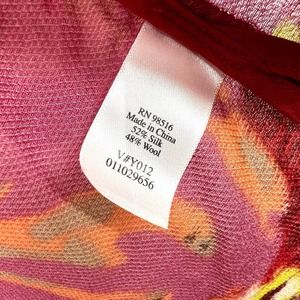 RN 98516
Made in China
52% Silk
48% Wool
V#Y012
011029656